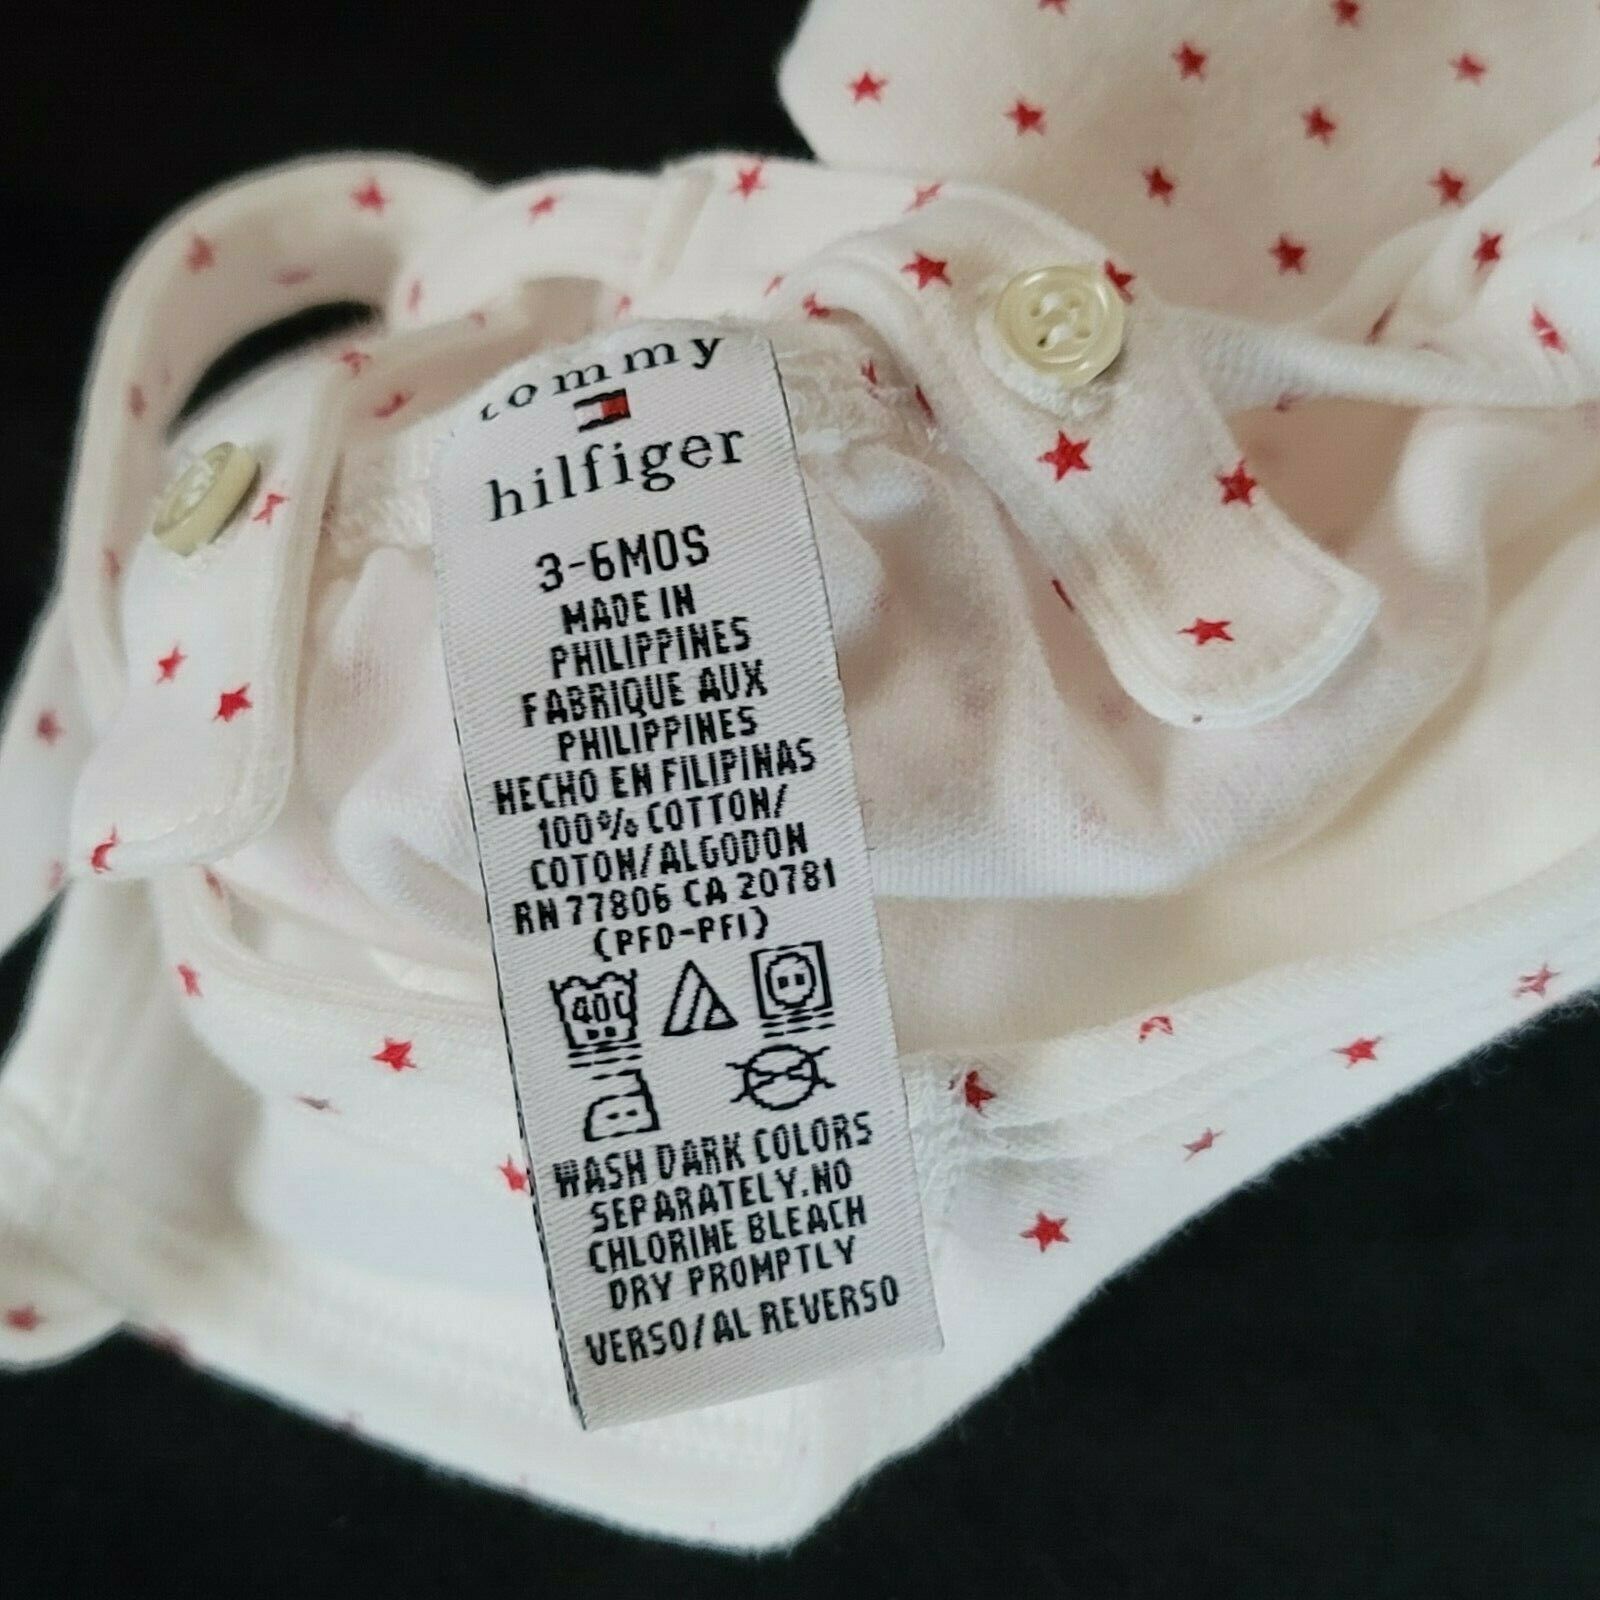 tommy
hilfiger
3-6MOS
MADE IN
PHILIPPINES
FABRIQUE AUX
PHILIPPINES
HECHO EN FILIPINAS
100% COTTON/
COTON/ALGODON
RN 77806 CA 20781
(PFD-PFI)
40C
WASH DARK COLORS
SEPARATELY.NO
CHLORINE BLEACH
DRY PROMPTLY
VERSO/AL REVERSO